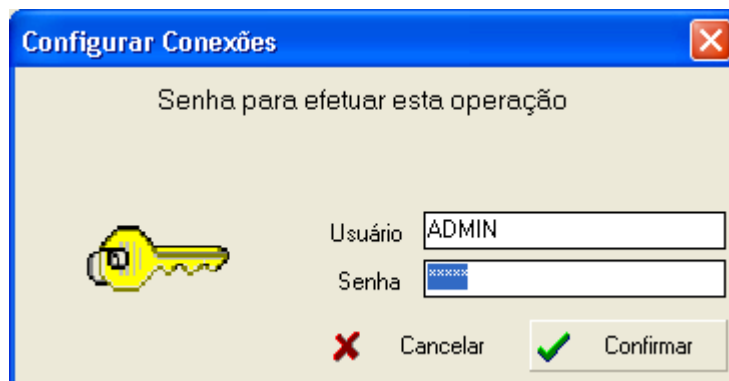 Configurar Conexões
Senha para efetuar esta operação
Usuário ADMIN
Senha *****
Cancelar Confirmar